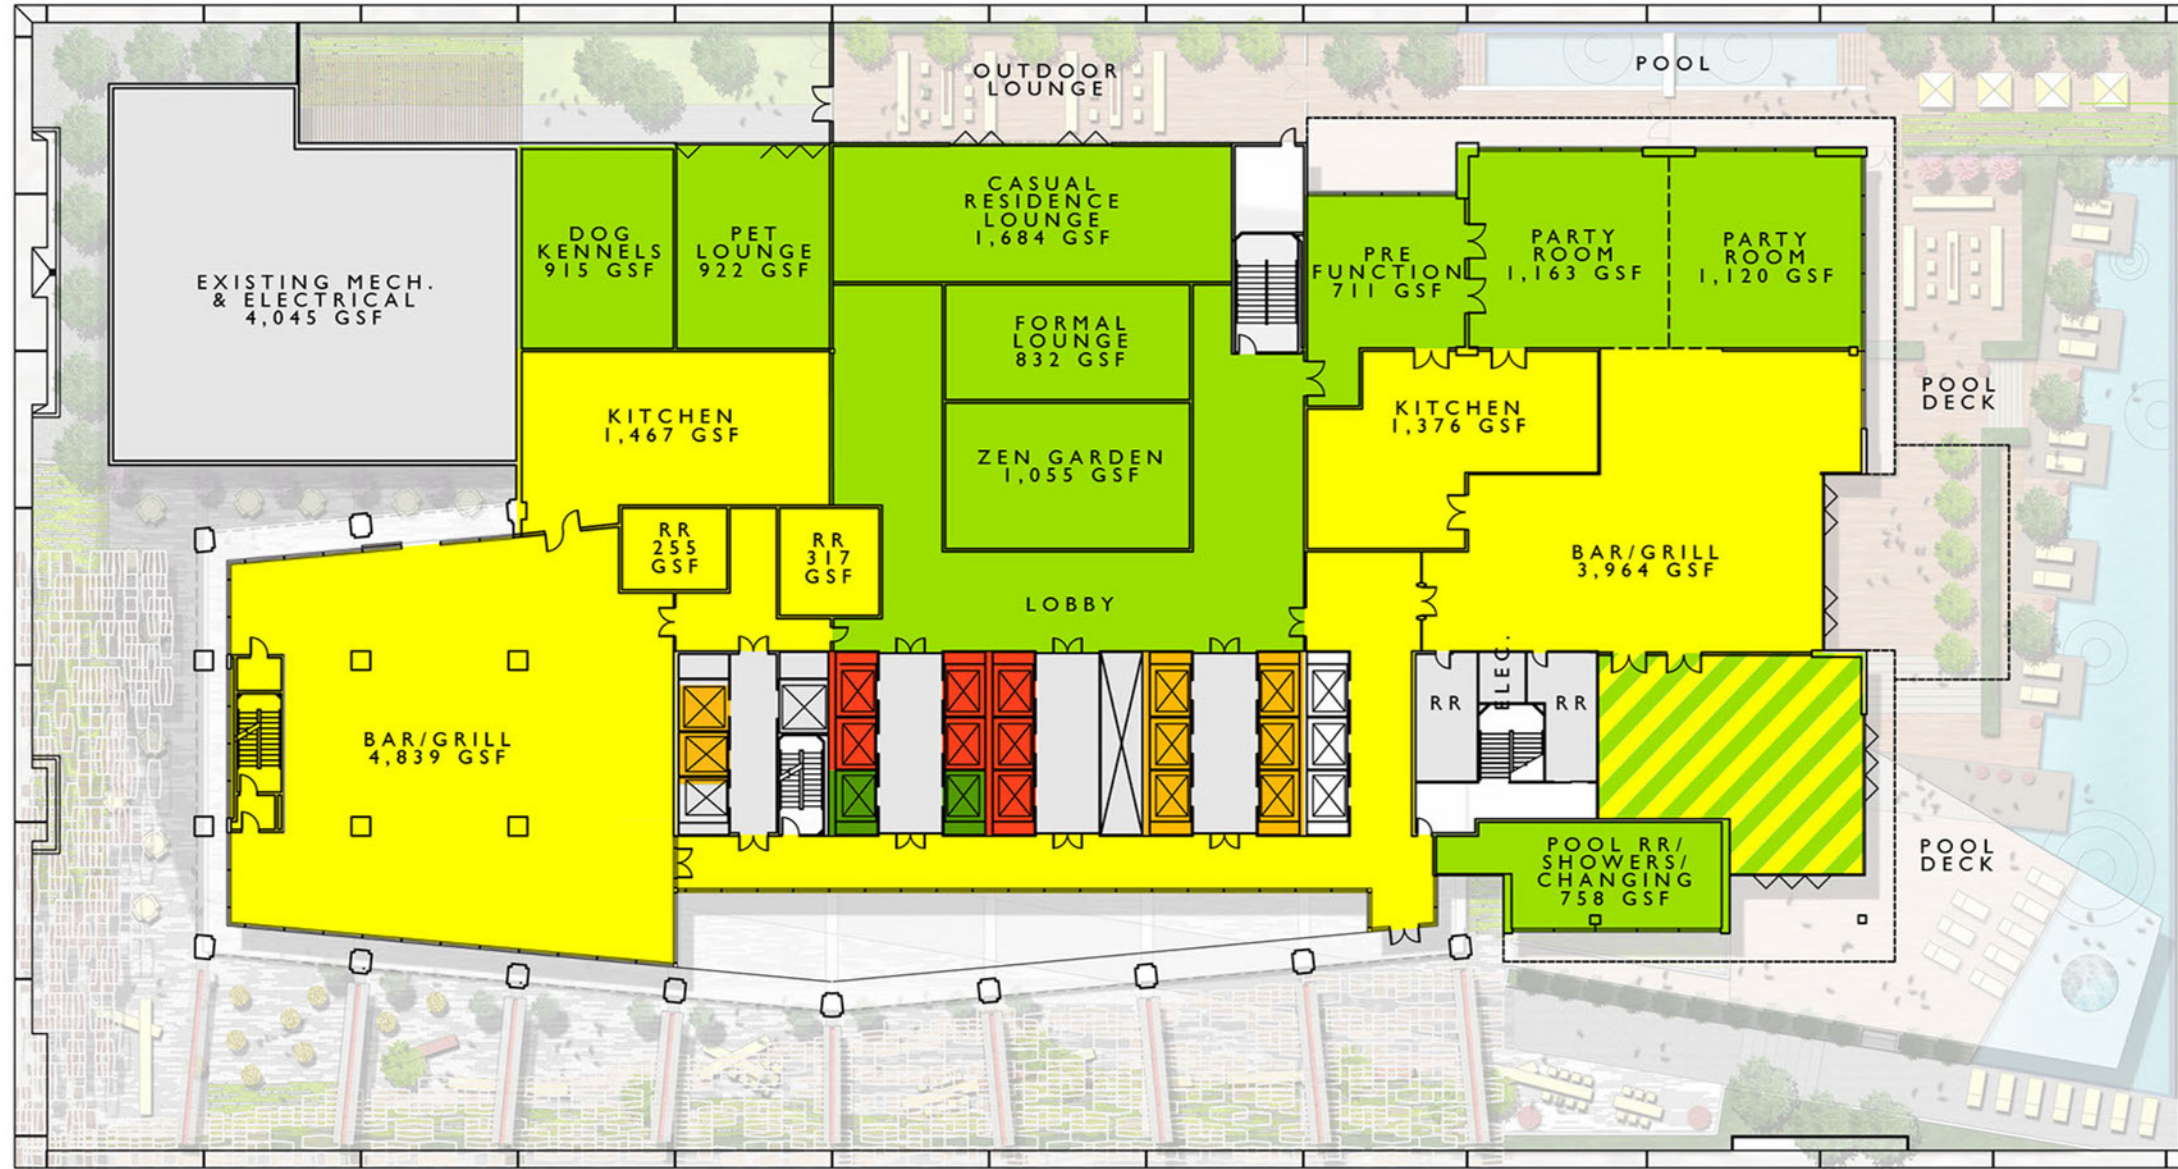 OUTDOOR
LOUNGE
POOL
EXISTING MECH.
& ELECTRICAL
4,045 GSF
DOG
KENNELS
915 GSF
PET
LOUNGE
922 GSF
CASUAL
RESIDENCE
LOUNGE
1,684 GSF
PRE
FUNCTION
711 GSF
PARTY
ROOM
1,163 GSF
PARTY
ROOM
1,120 GSF
FORMAL
LOUNGE
832 GSF
KITCHEN
1,467 GSF
ZEN GARDEN
1,055 GSF
KITCHEN
1,376 GSF
POOL
DECK
RR
255
GSF
RR
317
GSF
LOBBY
BAR/GRILL
3,964 GSF
BAR/GRILL
4,839 GSF
RR
ELEC.
RR
POOL RR/
SHOWERS/
CHANGING
758 GSF
POOL
DECK